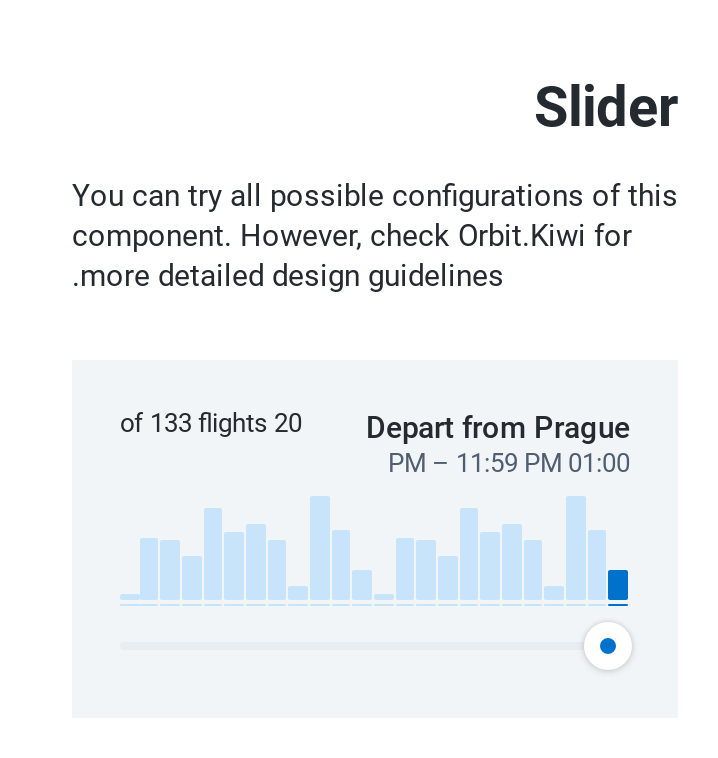 Slider
You can try all possible configurations of this
component. However, check Orbit.Kiwi for
.more detailed design guidelines
Depart from Prague
PM – 11:59 PM 01:00
of 133 flights 20